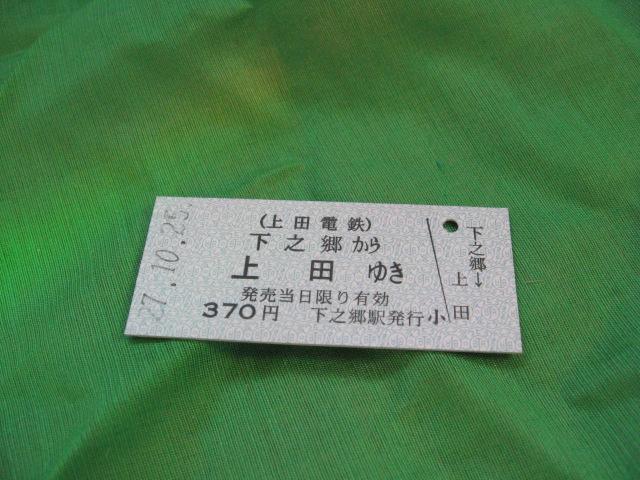 27.10.25.
(上田電鉄)
下之郷から
上田ゆき
発売当日限り有効
370円 下之郷駅発行 小
下之郷→上田